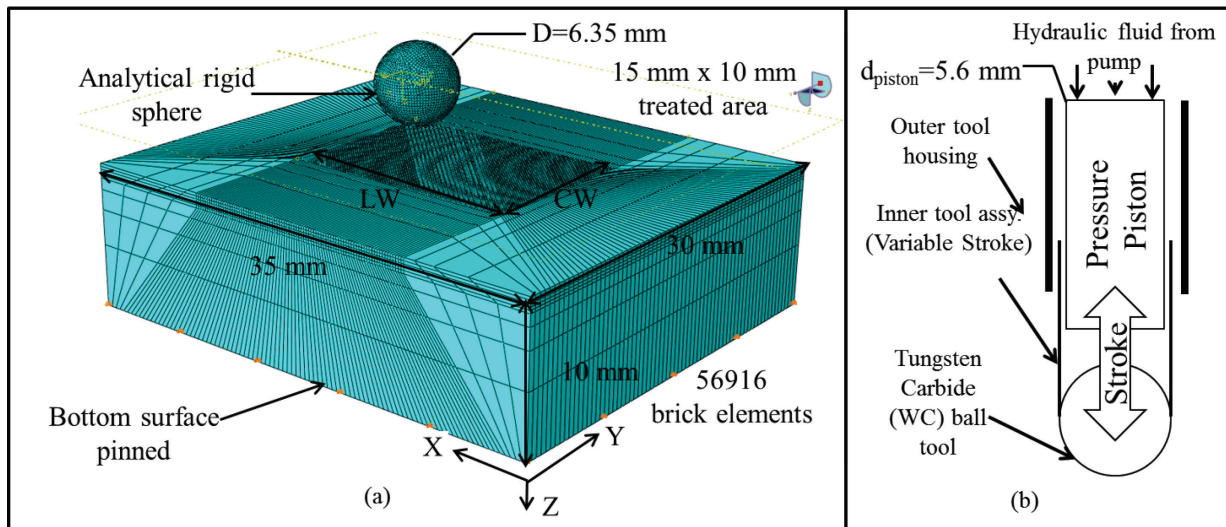 D=6.35 mm
Analytical rigid
sphere
15 mm x 10 mm
treated area
LW
CW
35 mm
30 mm
10 mm
56916
brick elements
Bottom surface
pinned
X
Y
Z
(a)
Hydraulic fluid from
pump
d_piston=5.6 mm
Outer tool
housing
Inner tool assy.
(Variable Stroke)
Pressure
Piston
Stroke
Tungsten
Carbide
(WC) ball
tool
(b)